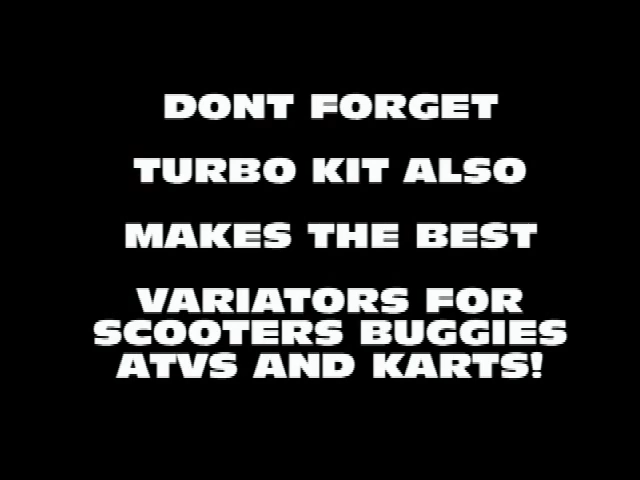 DONT FORGET
TURBO KIT ALSO
MAKES THE BEST
VARIATORS FOR
SCOOTERS BUGGIES
ATVS AND KARTS!